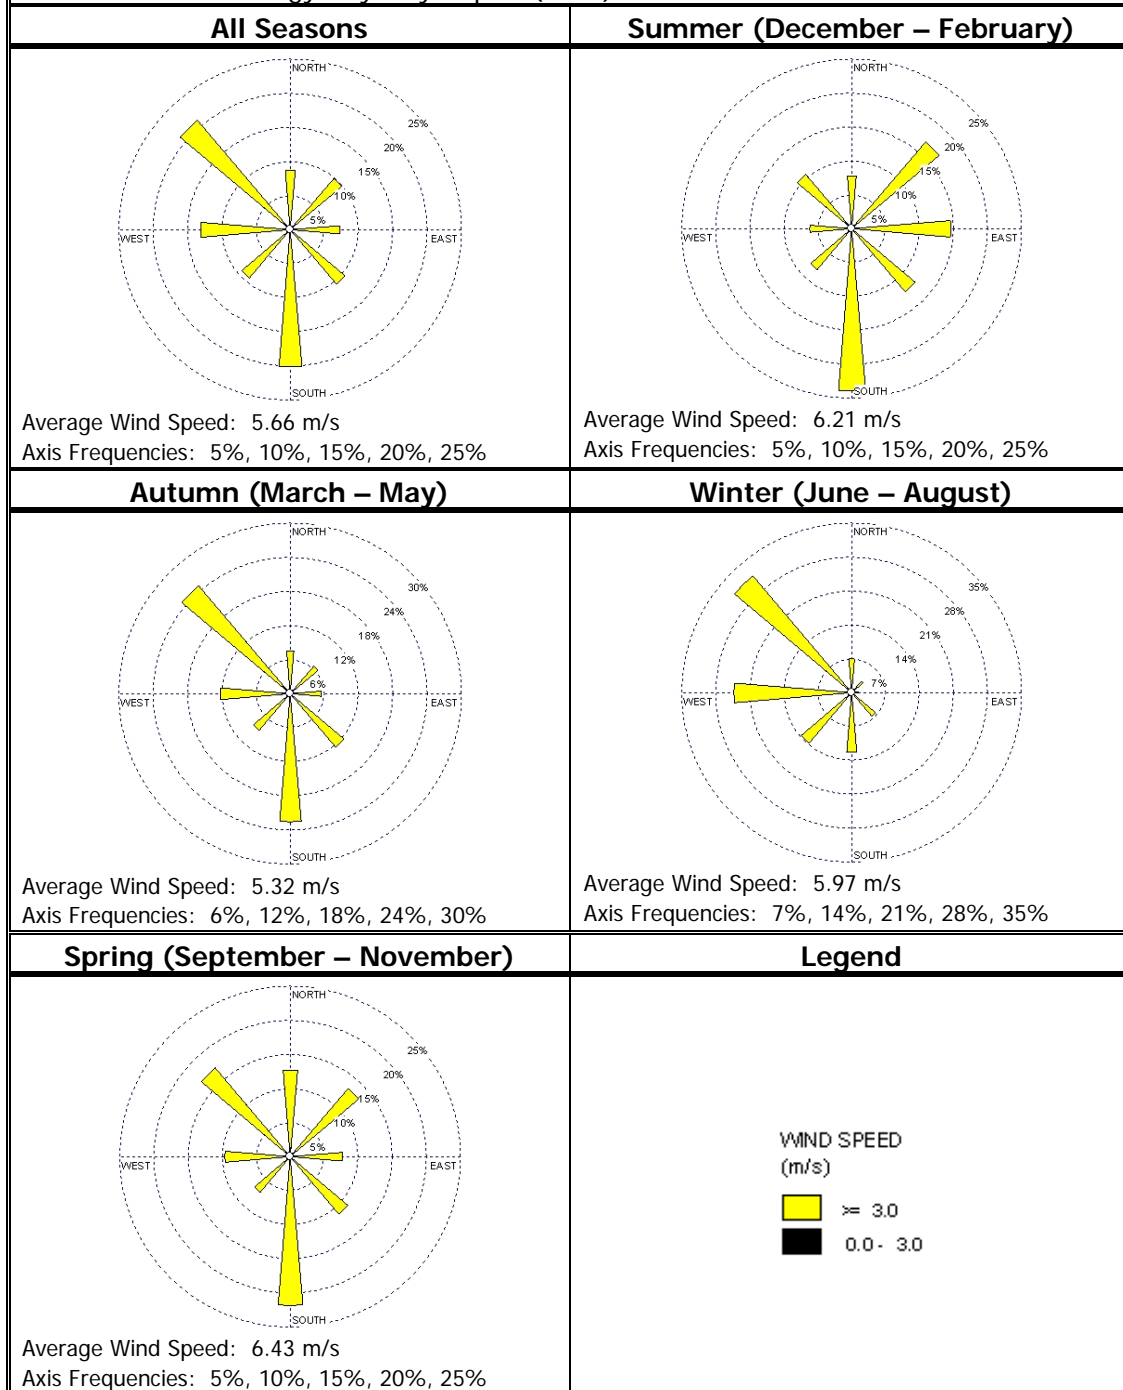 All Seasons
Summer (December – February)
NORTH
25%
20%
15%
10%
5%
WEST
EAST
SOUTH
Average Wind Speed: 5.66 m/s
Axis Frequencies: 5%, 10%, 15%, 20%, 25%
NORTH
25%
20%
15%
10%
5%
WEST
EAST
SOUTH
Average Wind Speed: 6.21 m/s
Axis Frequencies: 5%, 10%, 15%, 20%, 25%
Autumn (March – May)
Winter (June – August)
NORTH
30%
24%
18%
12%
6%
WEST
EAST
SOUTH
Average Wind Speed: 5.32 m/s
Axis Frequencies: 6%, 12%, 18%, 24%, 30%
NORTH
35%
28%
21%
14%
7%
WEST
EAST
SOUTH
Average Wind Speed: 5.97 m/s
Axis Frequencies: 7%, 14%, 21%, 28%, 35%
Spring (September – November)
Legend
NORTH
25%
20%
15%
10%
5%
WEST
EAST
SOUTH
Average Wind Speed: 6.43 m/s
Axis Frequencies: 5%, 10%, 15%, 20%, 25%
WIND SPEED
(m/s)
>= 3.0
0.0 - 3.0